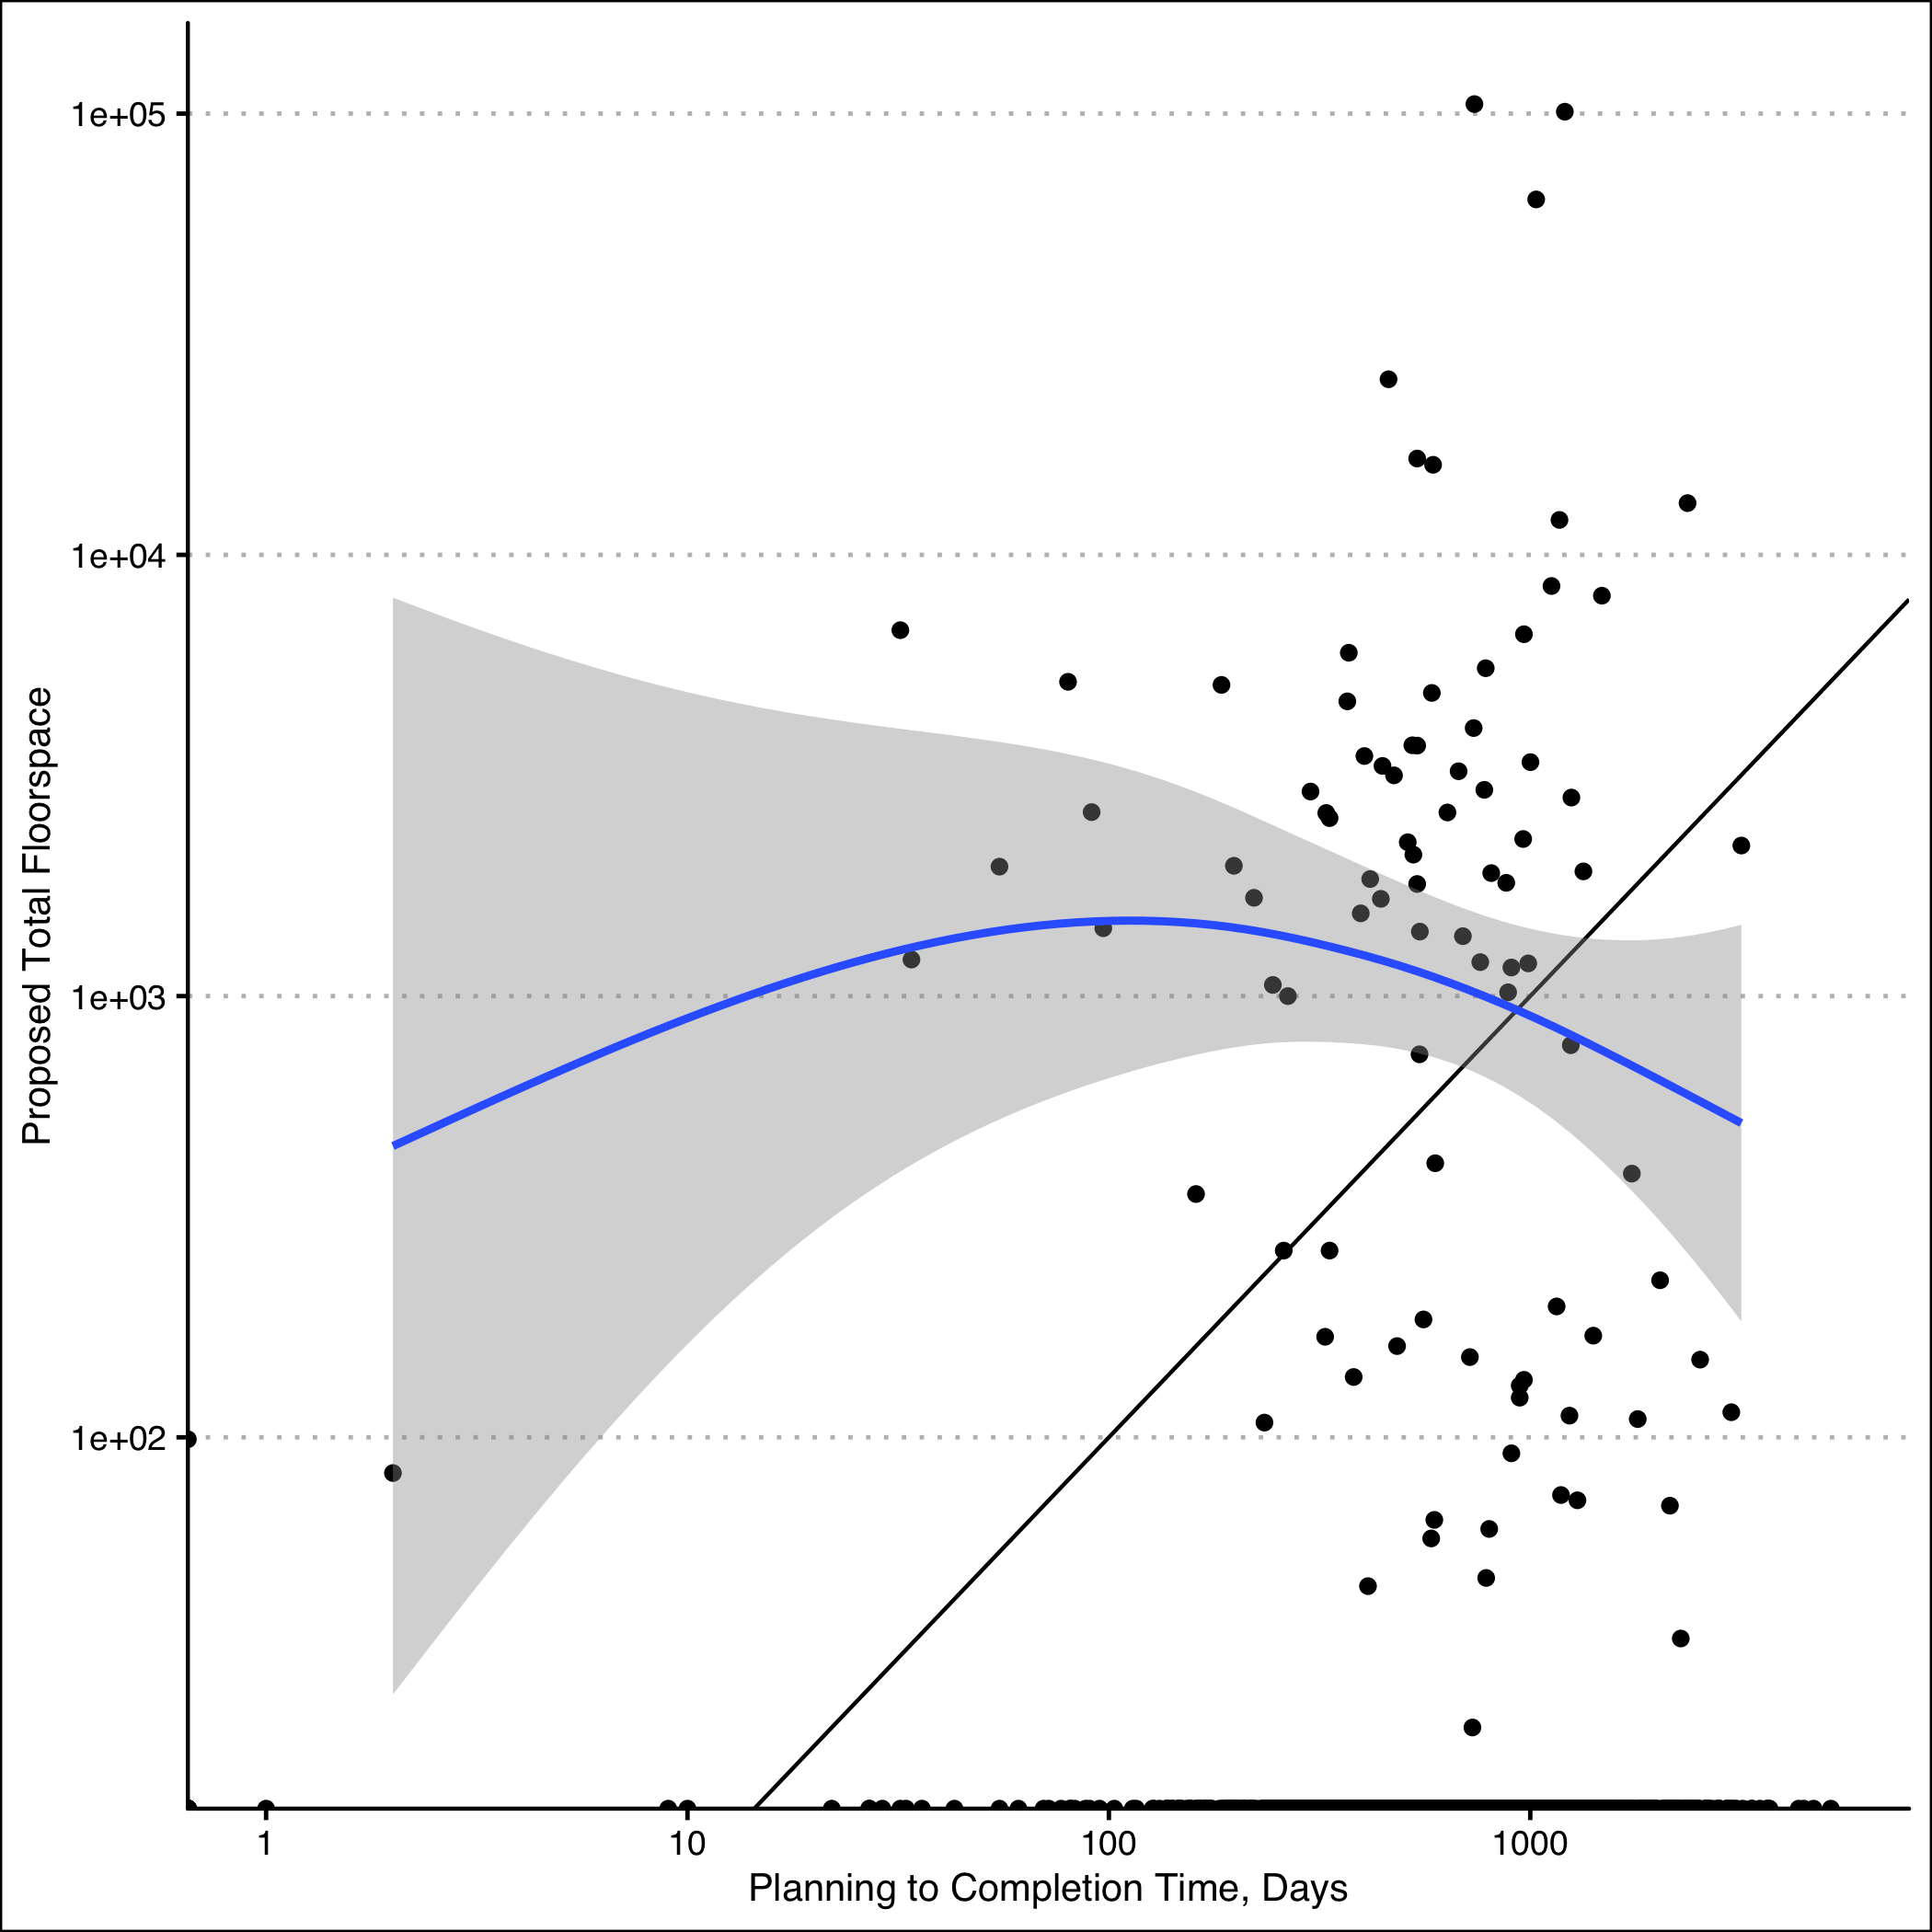 1e+05
1e+04
1e+03
1e+02
Proposed Total Floorspace
1 10 100 1000
Planning to Completion Time, Days